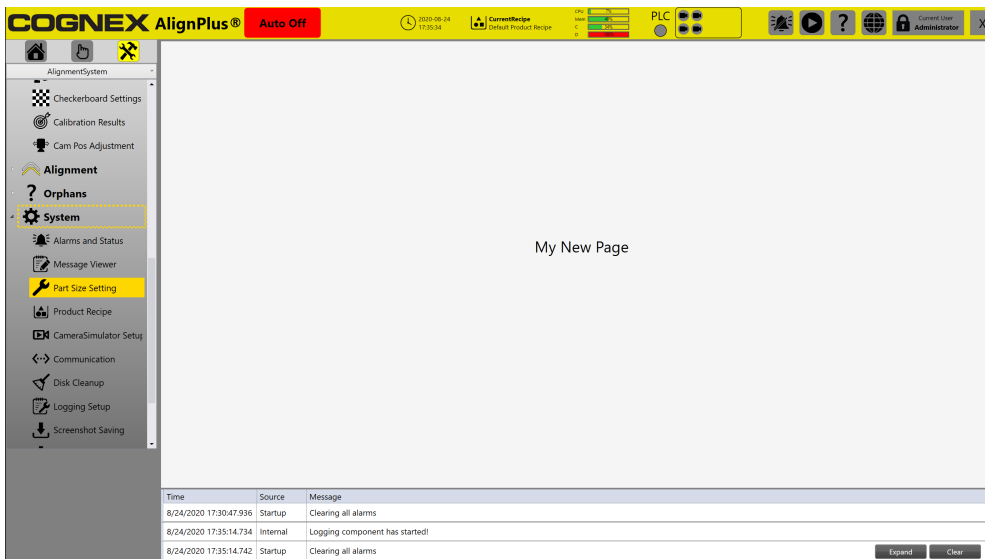 COGNEX AlignPlus®
Auto Off
2020-08-24
17:35:34
CurrentRecipe
Default Product Recipe
CPU 7%
Mem
C
D
PLC
?
Current User
Administrator
X
AlignmentSystem
Checkerboard Settings
Calibration Results
Cam Pos Adjustment
Alignment
? Orphans
System
Alarms and Status
Message Viewer
Part Size Setting
Product Recipe
CameraSimulator Setup
Communication
Disk Cleanup
Logging Setup
Screenshot Saving
My New Page
Time Source Message
8/24/2020 17:30:47.936 Startup Clearing all alarms
8/24/2020 17:35:14.734 Internal Logging component has started!
8/24/2020 17:35:14.742 Startup Clearing all alarms
Expand Clear